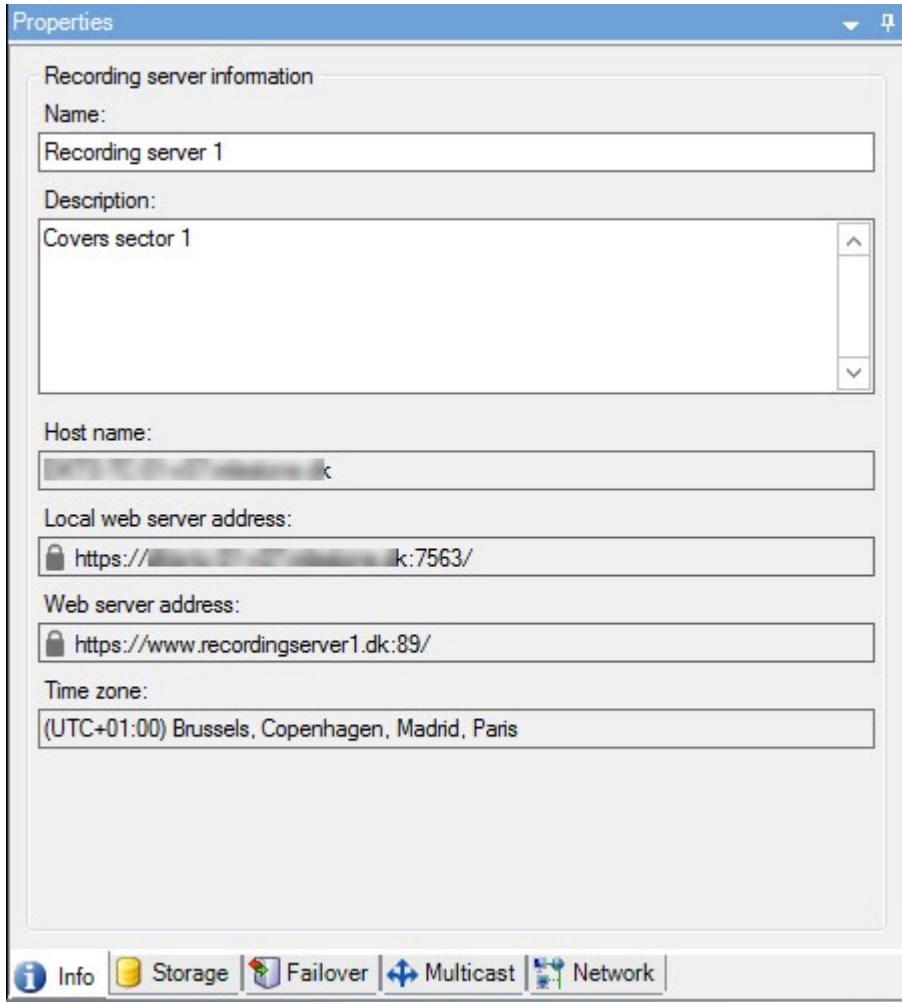 Properties
Recording server information
Name:
Recording server 1
Description:
Covers sector 1
Host name:
k
Local web server address:
https:// k:7563/
Web server address:
https://www.recordingserver1.dk:89/
Time zone:
(UTC+01:00) Brussels, Copenhagen, Madrid, Paris
Info Storage Failover Multicast Network